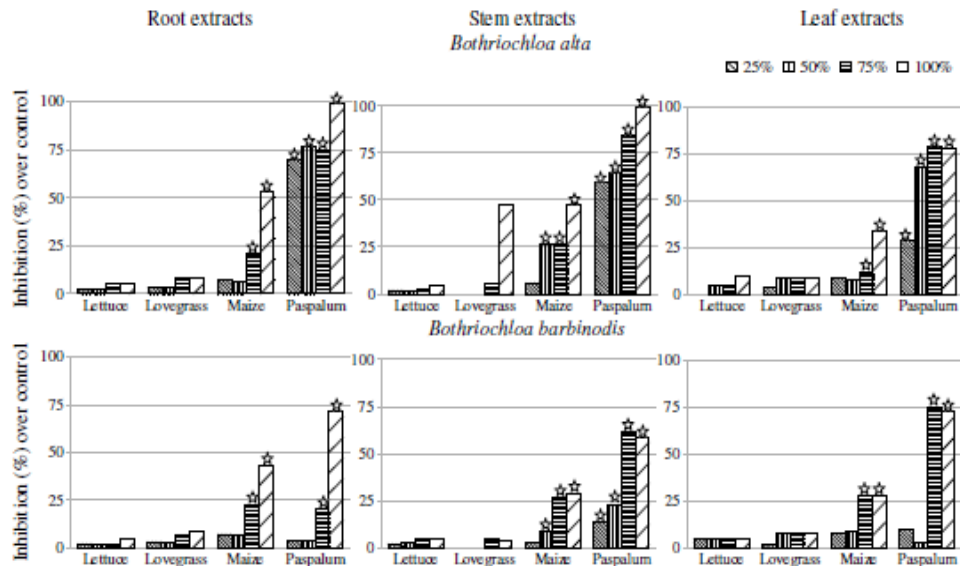 Root extracts Stem extracts Leaf extracts
Bothriochloa alta
25% 50% 75% 100%
Inhibition (%) over control
100 100 100
75 75 75
50 50 50
25 25 25
0 0 0
Lettuce Lovegrass Maize Paspalum Lettuce Lovegrass Maize Paspalum Lettuce Lovegrass Maize Paspalum
Bothriochloa barbinodis
Inhibition (%) over control
100 100 100
75 75 75
50 50 50
25 25 25
0 0 0
Lettuce Lovegrass Maize Paspalum Lettuce Lovegrass Maize Paspalum Lettuce Lovegrass Maize Paspalum